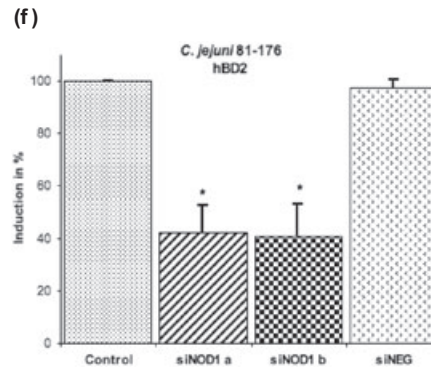 (f)
C. jejuni 81-176
hBD2
Induction in %
100
80
60
40
20
0
*
*
Control siNOD1 a siNOD1 b siNEG